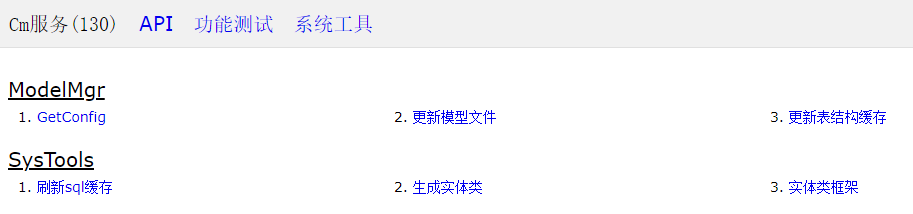 Cm服务(130) API 功能测试 系统工具
ModelMgr
1. GetConfig 2. 更新模型文件 3. 更新表结构缓存
SysTools
1. 刷新sql缓存 2. 生成实体类 3. 实体类框架